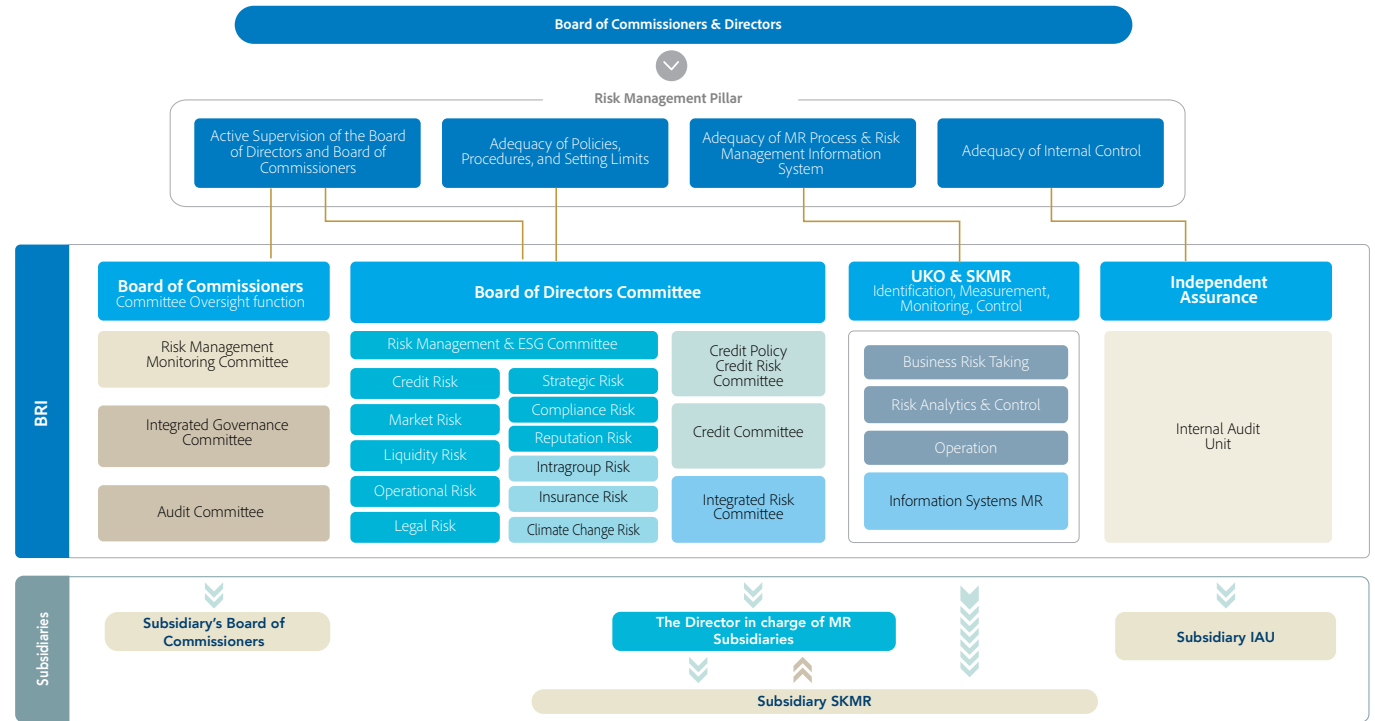 Board of Commissioners & Directors
Risk Management Pillar
Active Supervision of the Board
of Directors and Board of
Commissioners
Adequacy of Policies,
Procedures, and Setting Limits
Adequacy of MR Process & Risk
Management Information
System
Adequacy of Internal Control
BRI
Board of Commissioners
Committee Oversight function
Risk Management
Monitoring Committee
Integrated Governance
Committee
Audit Committee
Board of Directors Committee
Risk Management & ESG Committee
Credit Risk
Market Risk
Liquidity Risk
Operational Risk
Legal Risk
Strategic Risk
Compliance Risk
Reputation Risk
Intragroup Risk
Insurance Risk
Climate Change Risk
Credit Policy
Credit Risk
Committee
Credit Committee
Integrated Risk
Committee
UKO & SKMR
Identification, Measurement,
Monitoring, Control
Business Risk Taking
Risk Analytics & Control
Operation
Information Systems MR
Independent
Assurance
Internal Audit
Unit
Subsidiaries
Subsidiary's Board of
Commissioners
The Director in charge of MR
Subsidiaries
Subsidiary SKMR
Subsidiary IAU